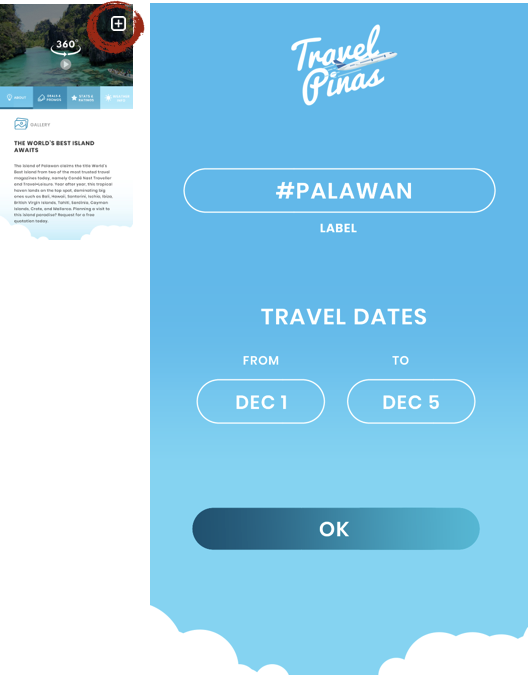 360°
ABOUT
DEALS &
PROMOS
STATS &
RATINGS
GALLERY
THE WORLD'S BEST ISLAND
AWAITS
The Island of Palawan claims the title World's
Best Island from two of the most trusted travel
magazines today, namely Condé Nast Traveller
and Travel+Leisure. Year after year, this tropical
haven lands on the top spot, dominating big
ones such as Bali, Hawaii, Santorini, Ischia, Ibiza,
British Virgin Islands, Tahiti, Sardinia, Cayman
Islands, Crete, and Mallorca. Planning a visit to
this island paradise? Request for a free
quotation today.
Travel
Pinas
#PALAWAN
LABEL
TRAVEL DATES
FROM TO
DEC 1 DEC 5
OK